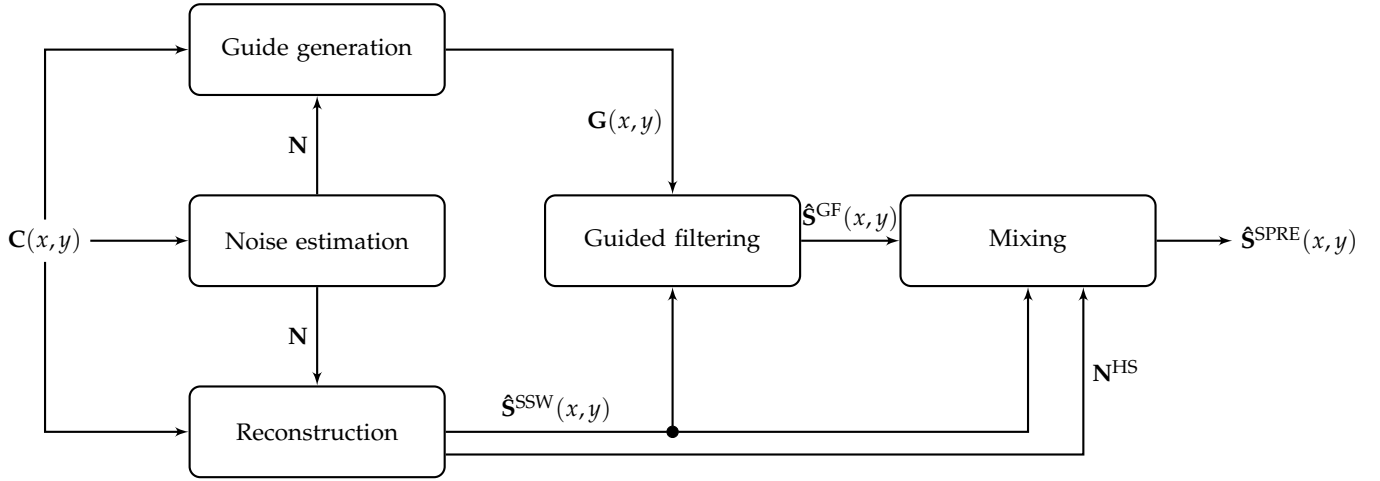 Guide generation
N
G(x, y)
C(x, y)
Noise estimation
Guided filtering
Ŝ^GF(x, y)
Mixing
Ŝ^SPRE(x, y)
N
N^HS
Ŝ^SSW(x, y)
Reconstruction